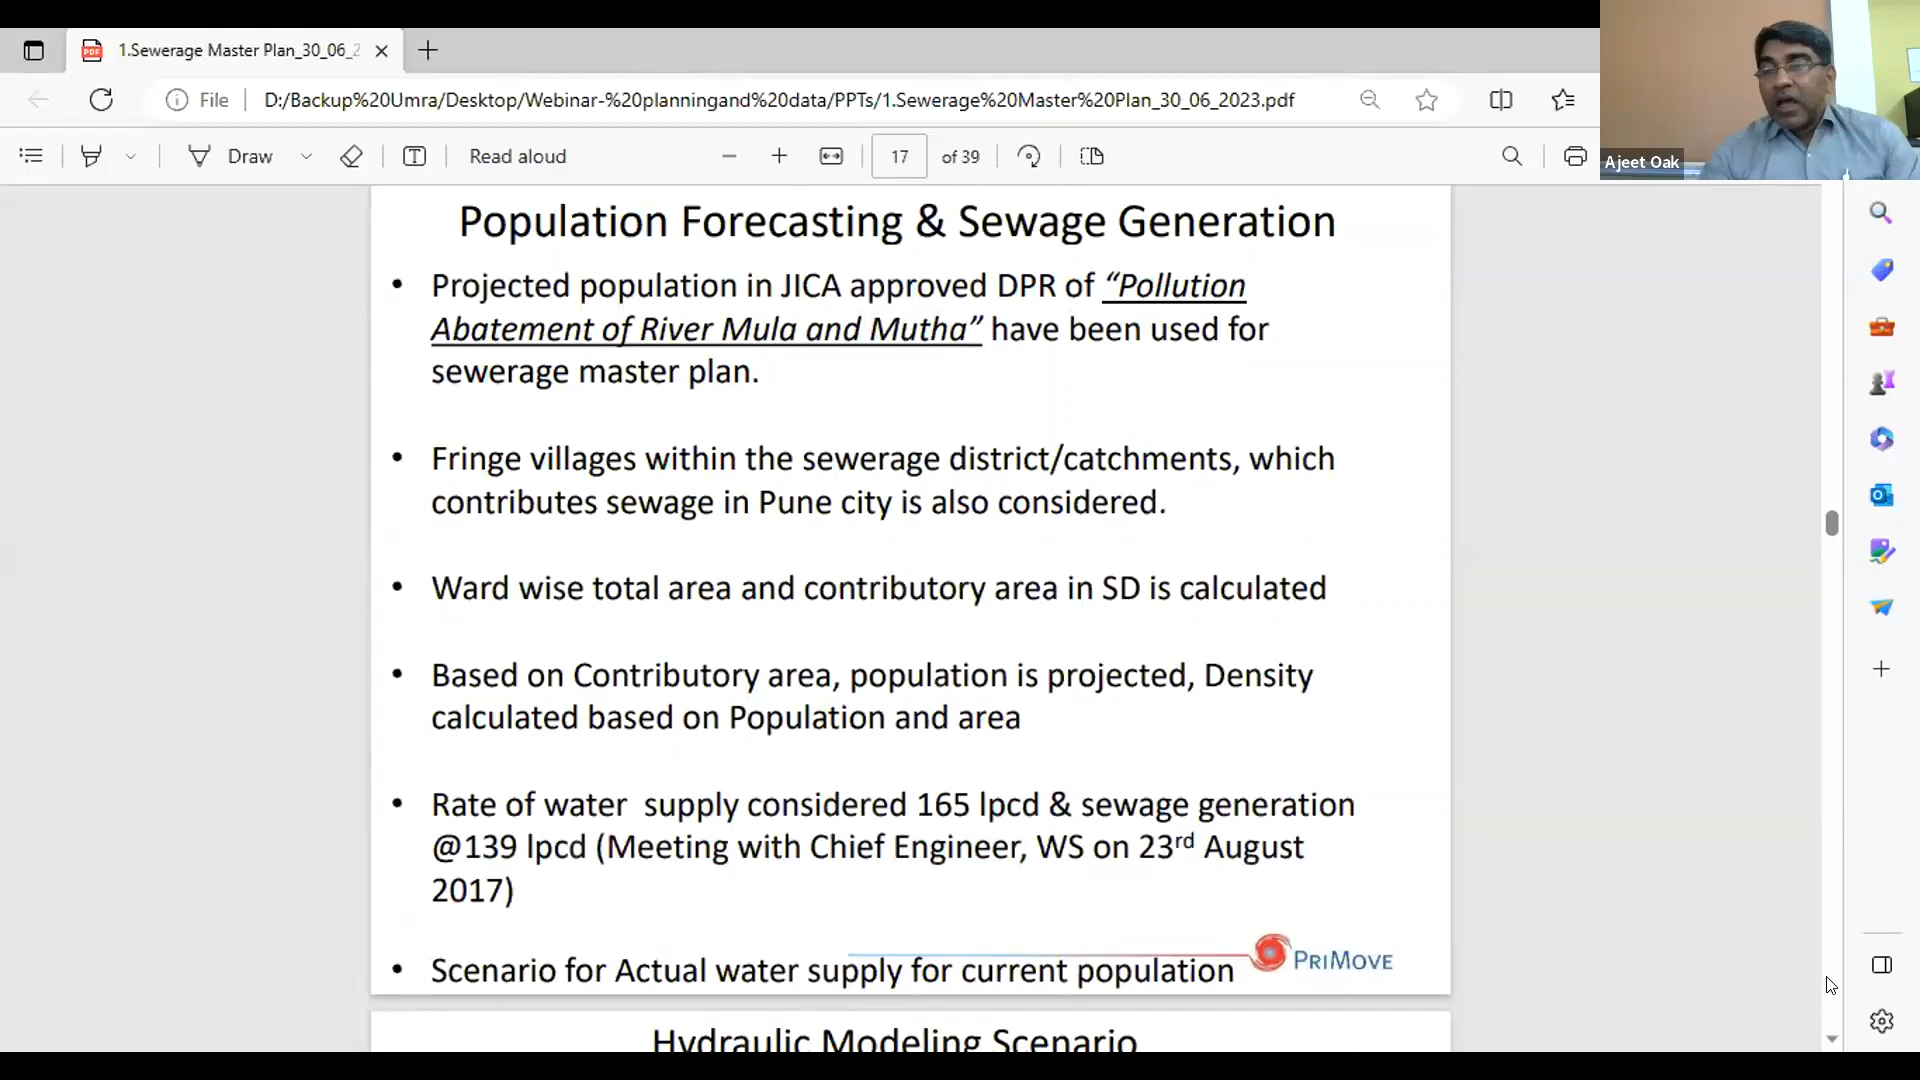 1.Sewerage Master Plan_30_06_2
File
D:/Backup%20Umra/Desktop/Webinar-%20planningand%20data/PPTs/1.Sewerage%20Master%20Plan_30_06_2023.pdf
Draw
Read aloud
17
of 39
Ajeet Oak
Population Forecasting & Sewage Generation
• Projected population in JICA approved DPR of “Pollution
Abatement of River Mula and Mutha” have been used for
sewerage master plan.
• Fringe villages within the sewerage district/catchments, which
contributes sewage in Pune city is also considered.
• Ward wise total area and contributory area in SD is calculated
• Based on Contributory area, population is projected, Density
calculated based on Population and area
• Rate of water supply considered 165 lpcd & sewage generation
@139 lpcd (Meeting with Chief Engineer, WS on 23rd August
2017)
• Scenario for Actual water supply for current population
PRIMOVE
Hydraulic Modeling Scenario